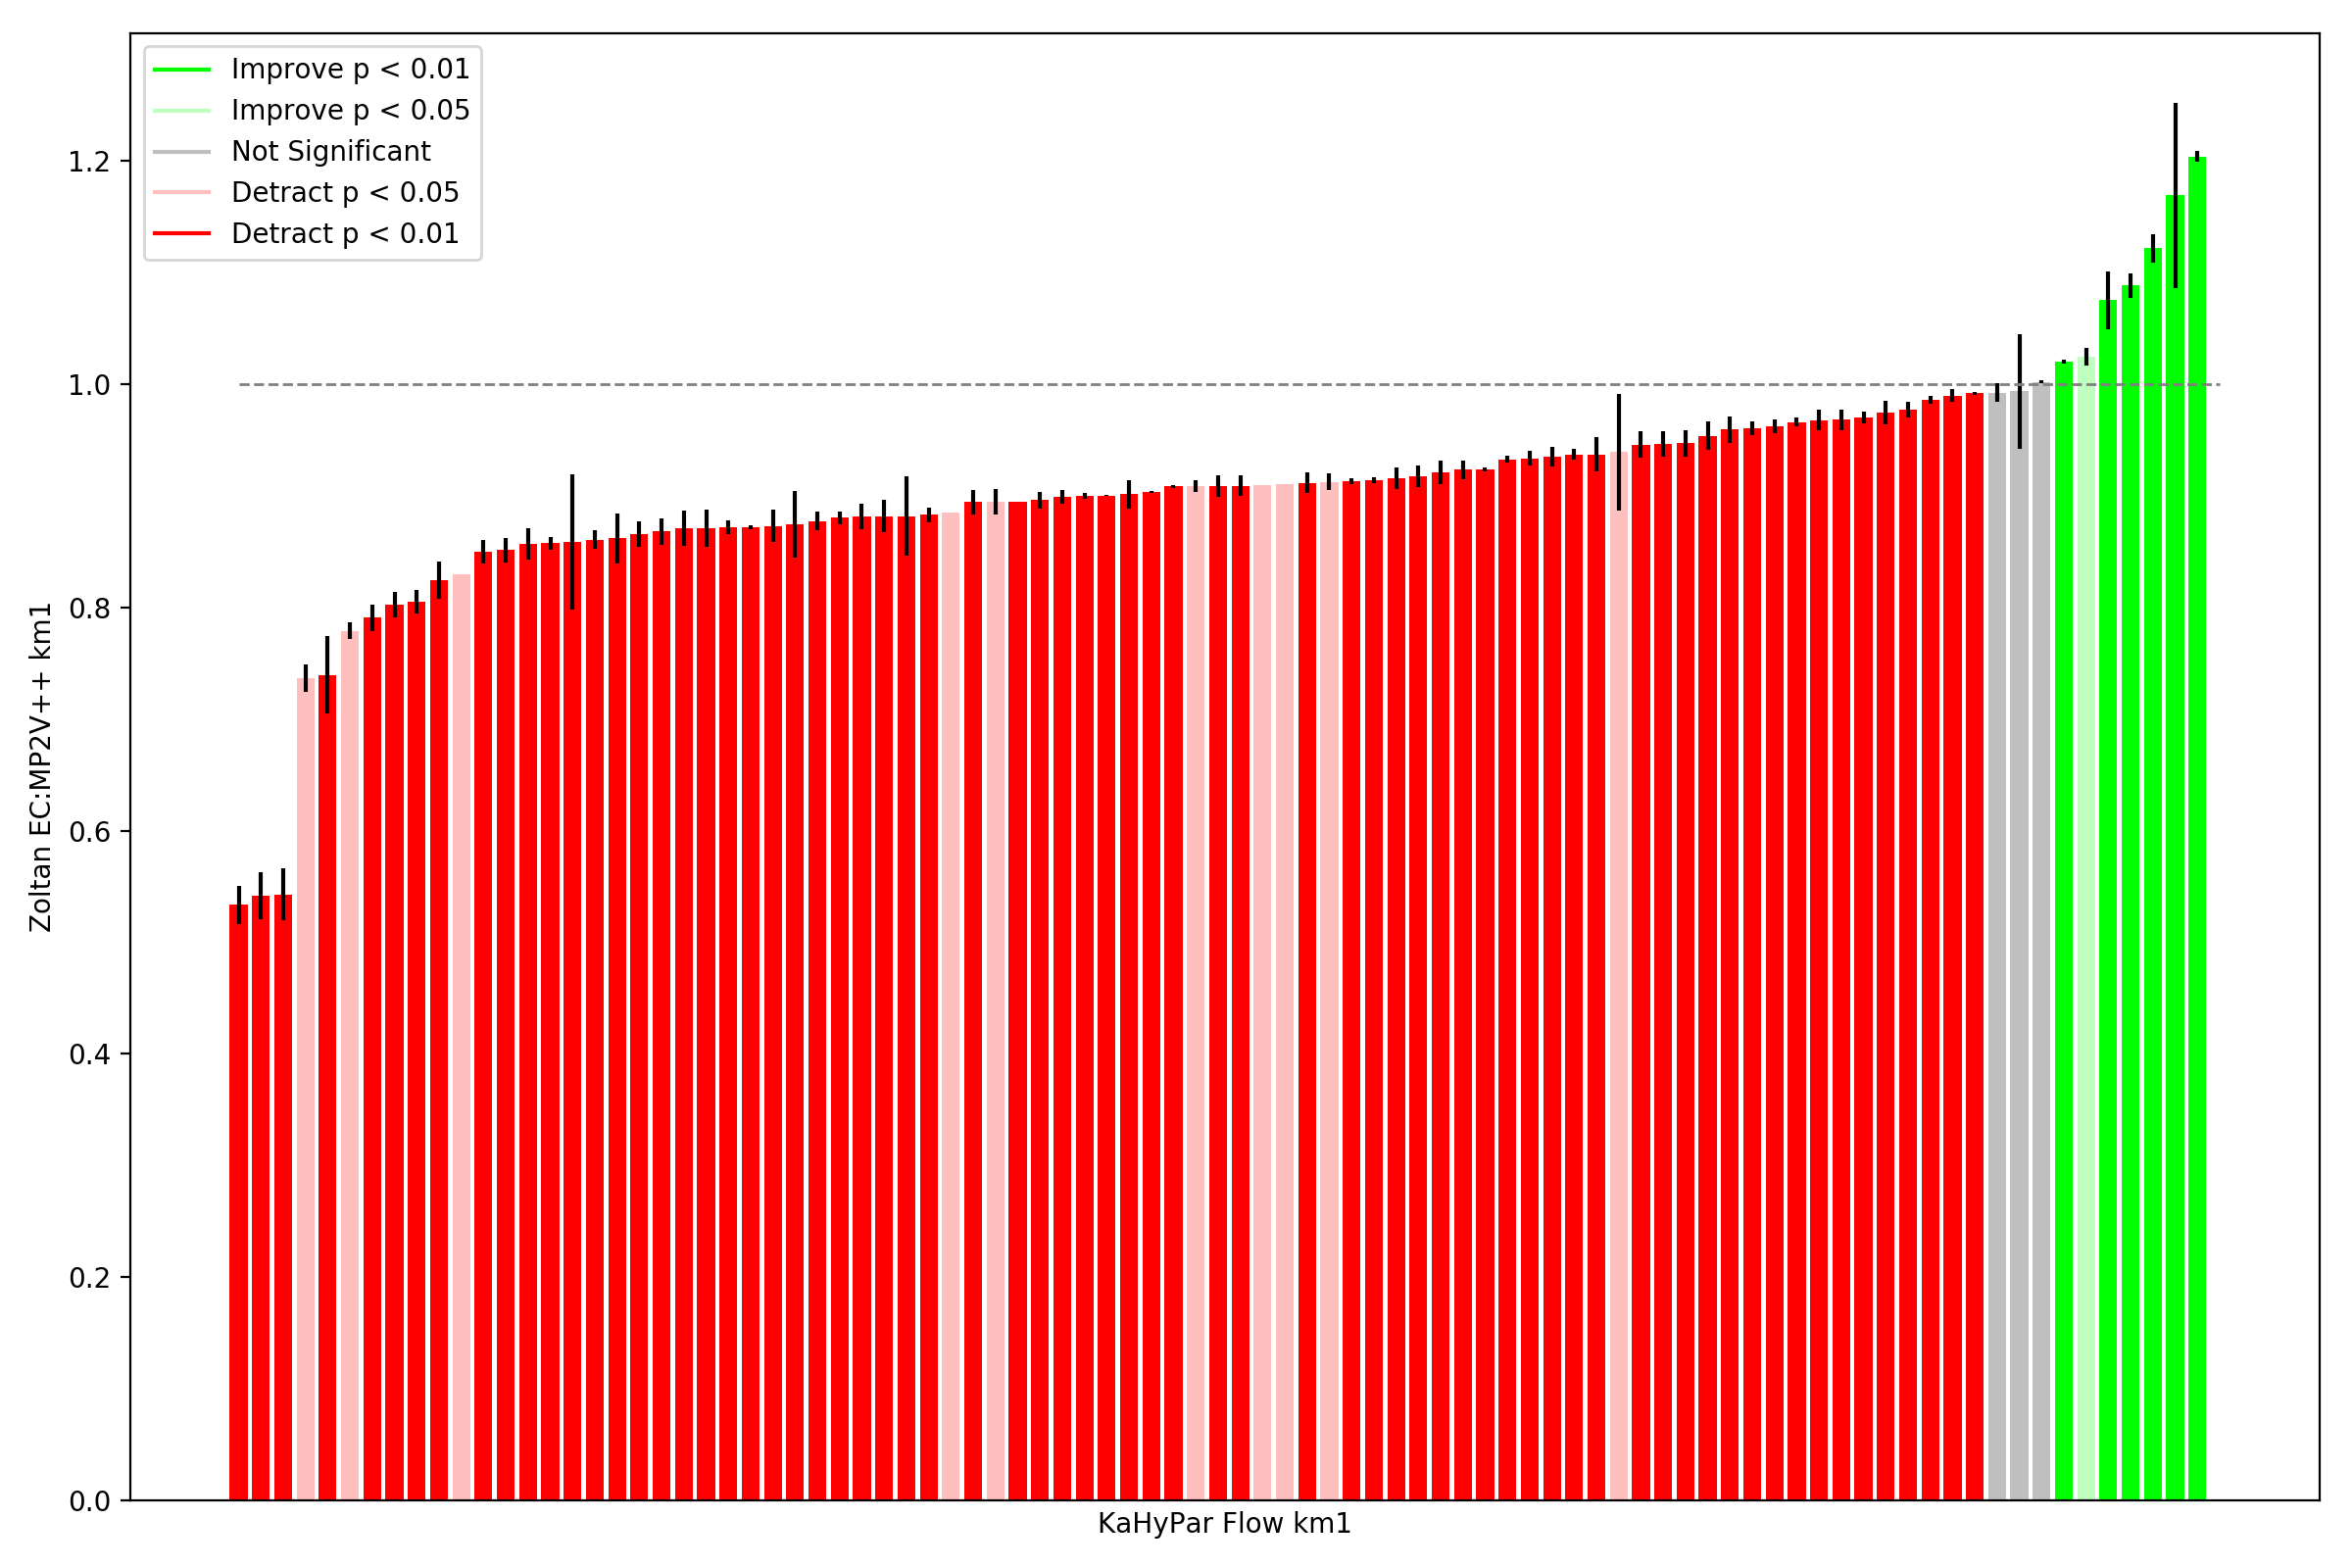 Improve p < 0.01
Improve p < 0.05
Not Significant
Detract p < 0.05
Detract p < 0.01
1.2
1.0
0.8
0.6
0.4
0.2
0.0
Zoltan EC:MP2V++ km1
KaHyPar Flow km1